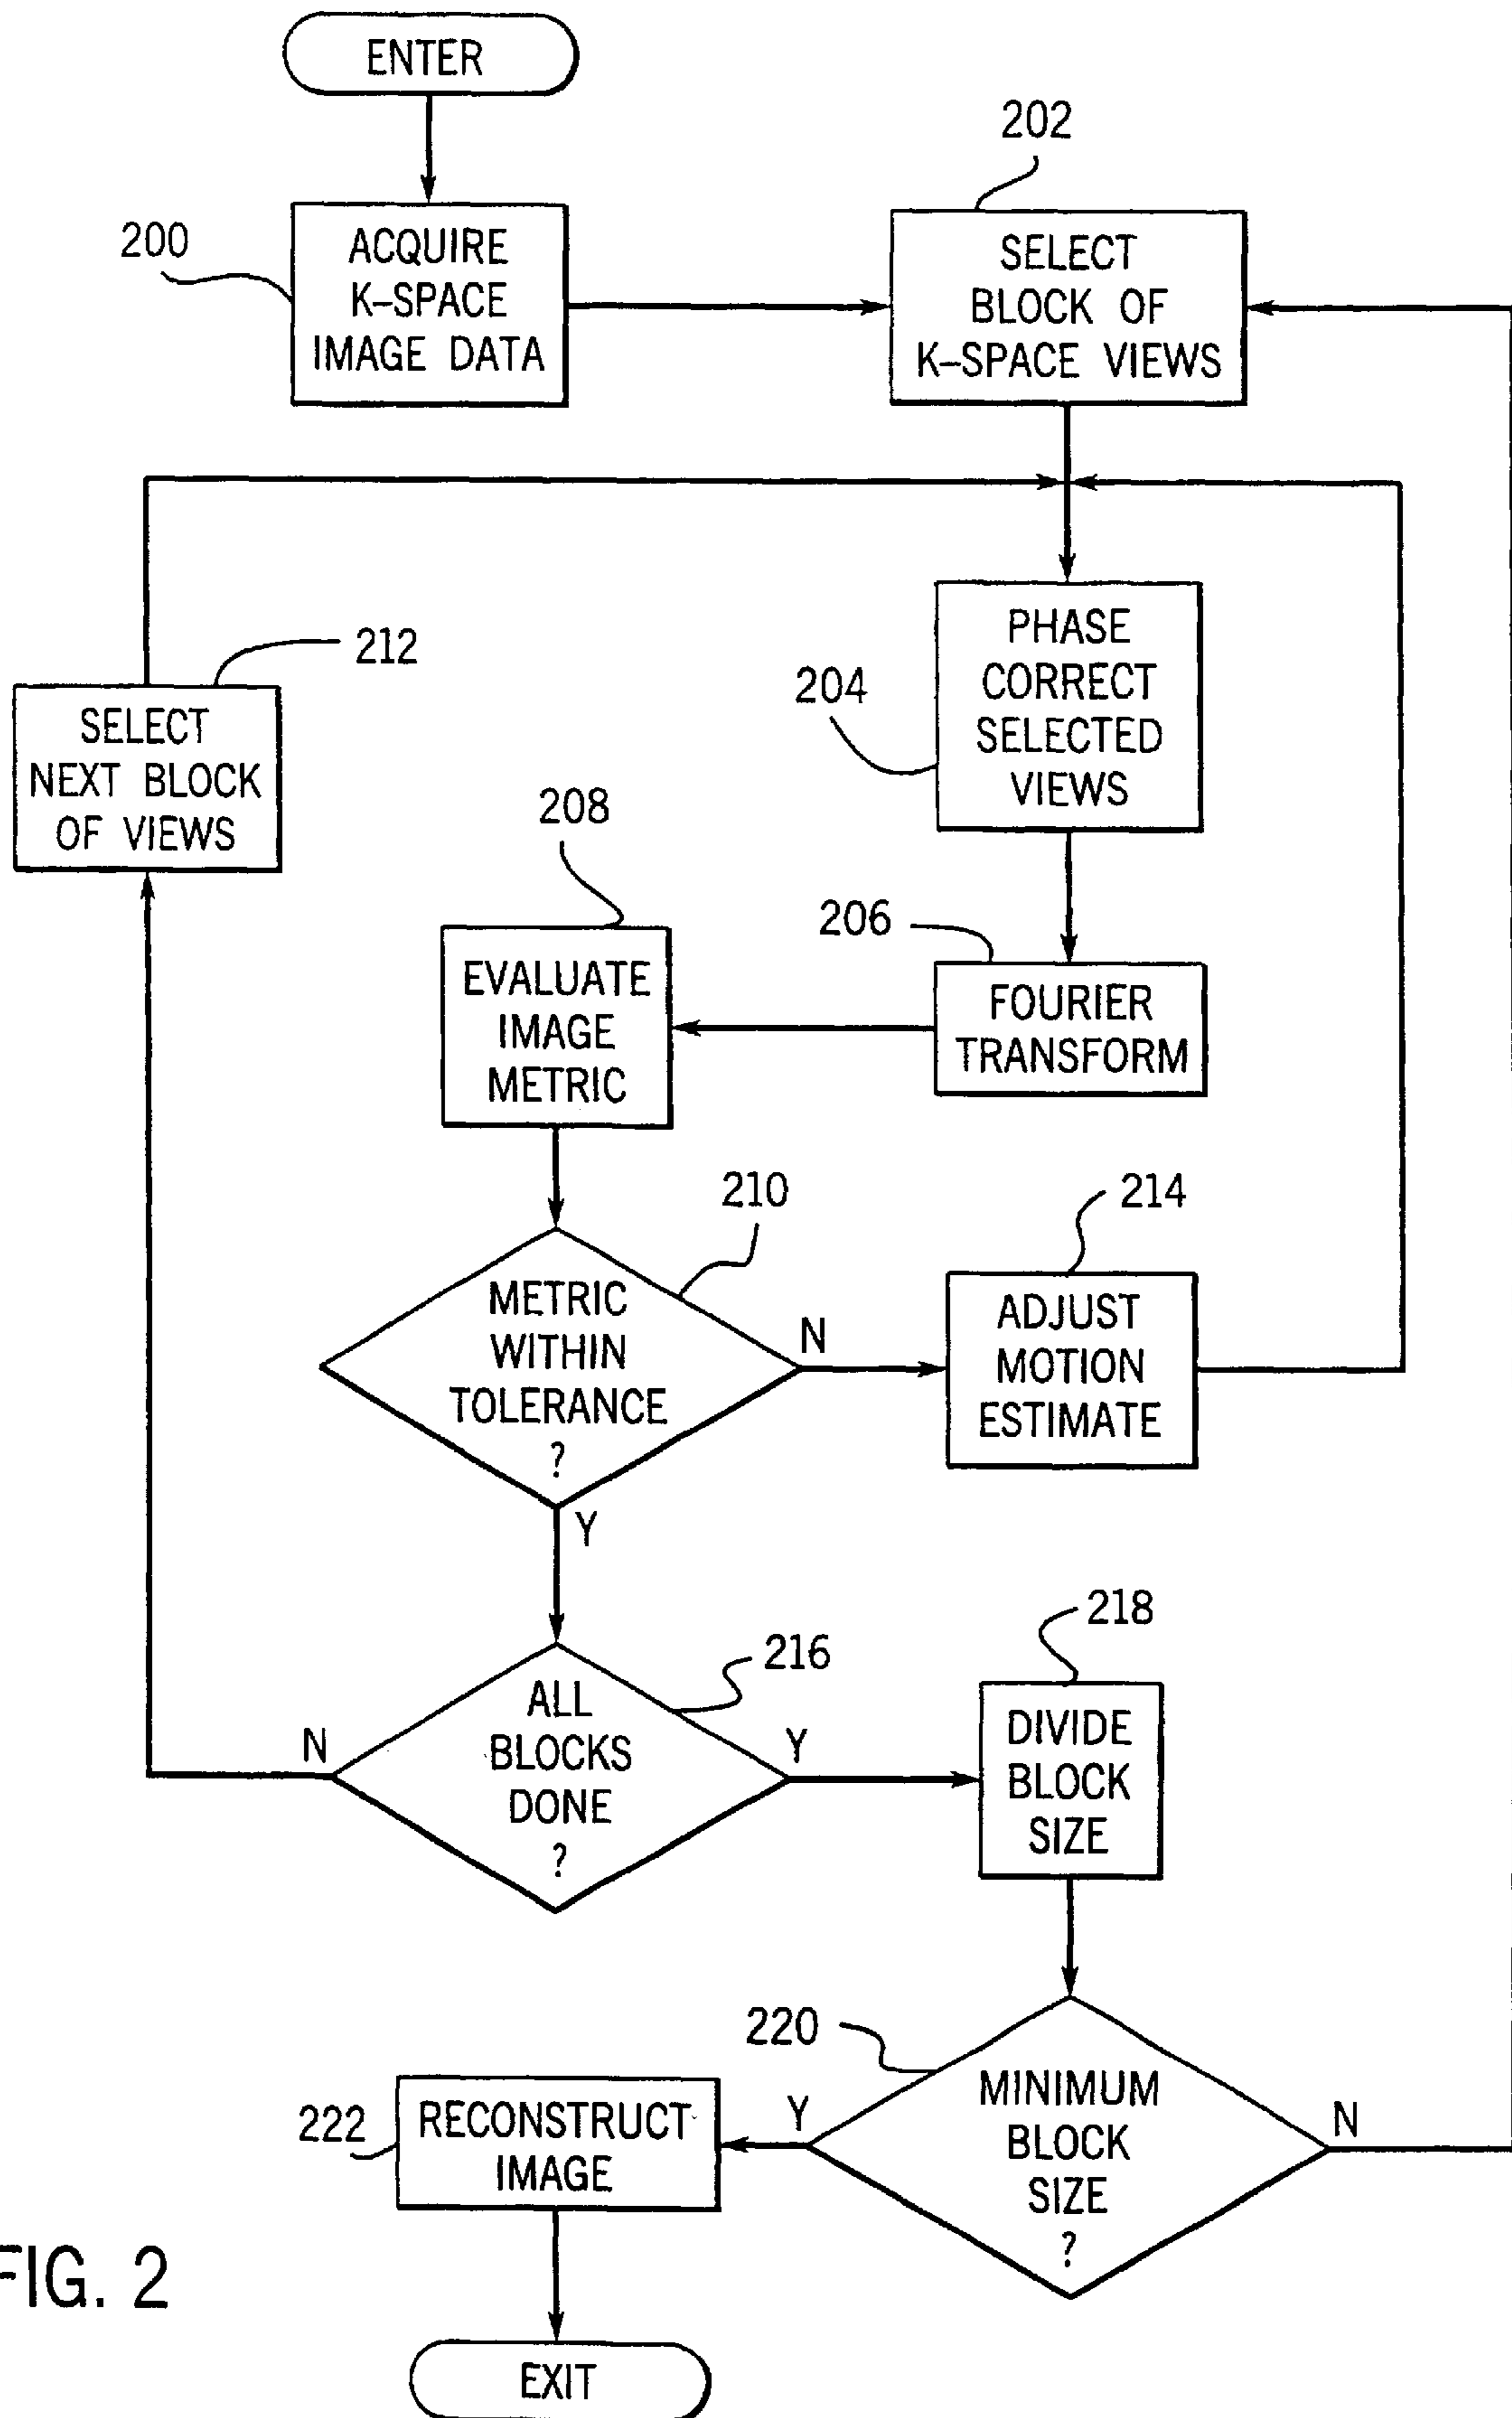 ENTER
202
200
ACQUIRE
K–SPACE
IMAGE DATA
SELECT
BLOCK OF
K–SPACE VIEWS
212
SELECT
NEXT BLOCK
OF VIEWS
204
PHASE
CORRECT
SELECTED
VIEWS
208
206
EVALUATE
IMAGE
METRIC
FOURIER
TRANSFORM
210
214
METRIC
WITHIN
TOLERANCE
?
N
ADJUST
MOTION
ESTIMATE
Y
218
216
N
ALL
BLOCKS
DONE
?
Y
DIVIDE
BLOCK
SIZE
220
222
RECONSTRUCT
IMAGE
Y
MINIMUM
BLOCK
SIZE
?
N
FIG. 2
EXIT